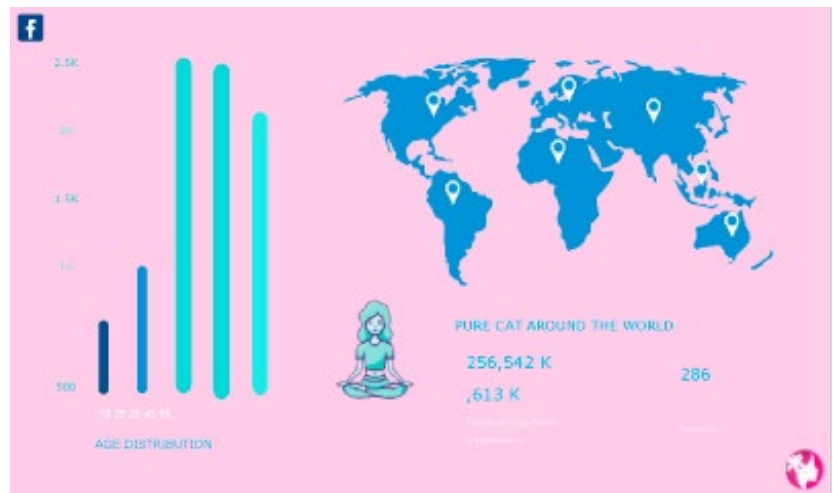 f
2.5K
2K
1.5K
1K
500
AGE DISTRIBUTION
PURE CAT AROUND THE WORLD
256,542 K
,613 K
286